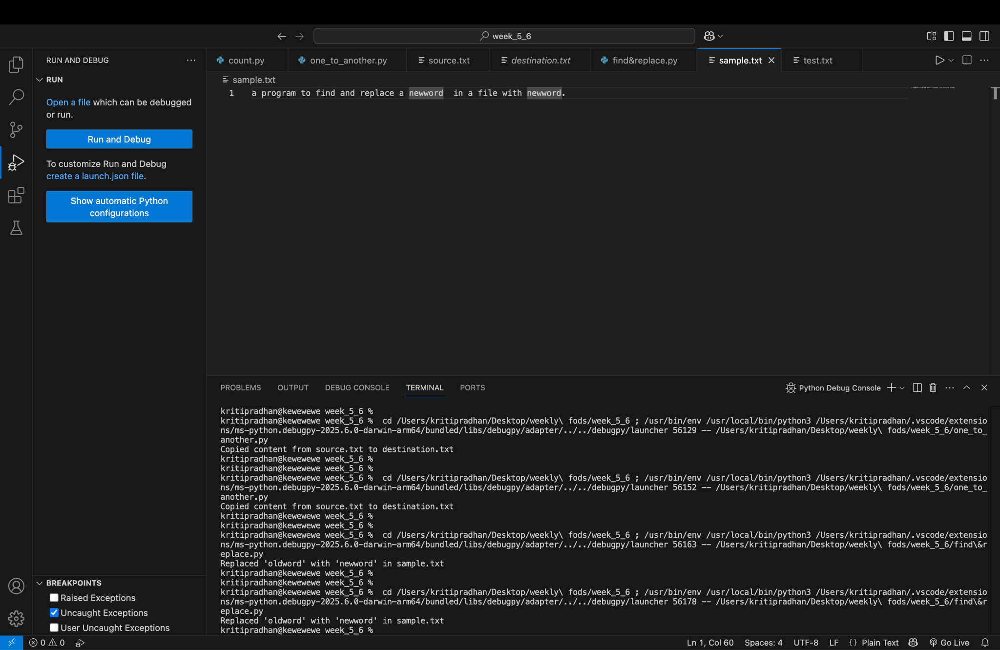 week_5_6
RUN AND DEBUG
count.py
one_to_another.py
source.txt
destination.txt
find&replace.py
sample.txt
test.txt
RUN
Open a file which can be debugged
or run.
Run and Debug
To customize Run and Debug
create a launch.json file.
Show automatic Python
configurations
sample.txt
1 a program to find and replace a newword  in a file with newword.
PROBLEMS OUTPUT DEBUG CONSOLE TERMINAL PORTS
Python Debug Console
kritipradhan@kewewewe week_5_6 %
kritipradhan@kewewewe week_5_6 %  cd /Users/kritipradhan/Desktop/weekly\ fods/week_5_6 ; /usr/bin/env /usr/local/bin/python3 /Users/kritipradhan/.vscode/extensio
ns/ms-python.debugpy-2025.6.0-darwin-arm64/bundled/libs/debugpy/adapter/../../debugpy/launcher 56129 -- /Users/kritipradhan/Desktop/weekly\ fods/week_5_6/one_to_
another.py
Copied content from source.txt to destination.txt
kritipradhan@kewewewe week_5_6 %
kritipradhan@kewewewe week_5_6 %
kritipradhan@kewewewe week_5_6 %  cd /Users/kritipradhan/Desktop/weekly\ fods/week_5_6 ; /usr/bin/env /usr/local/bin/python3 /Users/kritipradhan/.vscode/extensio
ns/ms-python.debugpy-2025.6.0-darwin-arm64/bundled/libs/debugpy/adapter/../../debugpy/launcher 56152 -- /Users/kritipradhan/Desktop/weekly\ fods/week_5_6/one_to_
another.py
Copied content from source.txt to destination.txt
kritipradhan@kewewewe week_5_6 %
kritipradhan@kewewewe week_5_6 %
kritipradhan@kewewewe week_5_6 %  cd /Users/kritipradhan/Desktop/weekly\ fods/week_5_6 ; /usr/bin/env /usr/local/bin/python3 /Users/kritipradhan/.vscode/extensio
ns/ms-python.debugpy-2025.6.0-darwin-arm64/bundled/libs/debugpy/adapter/../../debugpy/launcher 56163 -- /Users/kritipradhan/Desktop/weekly\ fods/week_5_6/find\&r
eplace.py
Replaced 'oldword' with 'newword' in sample.txt
kritipradhan@kewewewe week_5_6 %
kritipradhan@kewewewe week_5_6 %
kritipradhan@kewewewe week_5_6 %  cd /Users/kritipradhan/Desktop/weekly\ fods/week_5_6 ; /usr/bin/env /usr/local/bin/python3 /Users/kritipradhan/.vscode/extensio
ns/ms-python.debugpy-2025.6.0-darwin-arm64/bundled/libs/debugpy/adapter/../../debugpy/launcher 56178 -- /Users/kritipradhan/Desktop/weekly\ fods/week_5_6/find\&r
eplace.py
Replaced 'oldword' with 'newword' in sample.txt
kritipradhan@kewewewe week_5_6 %
BREAKPOINTS
Raised Exceptions
Uncaught Exceptions
User Uncaught Exceptions
0 0
Ln 1, Col 60 Spaces: 4 UTF-8 LF {} Plain Text Go Live